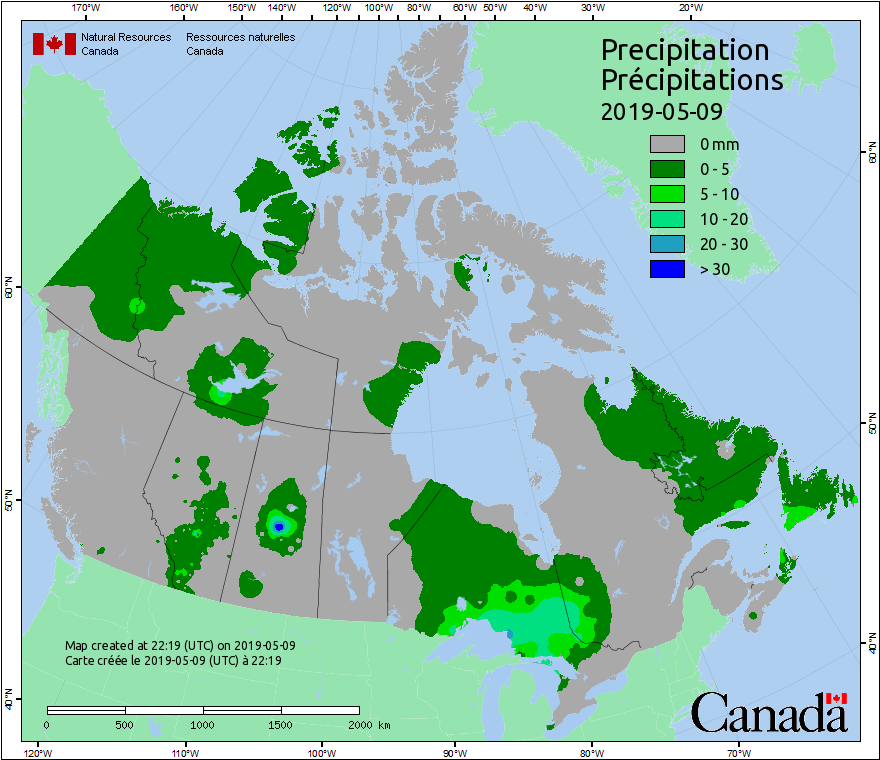 170°W 160°W 150°W 140°W 130°W 120°W 110°W 100°W 90°W 80°W 70°W 60°W 50°W 40°W 30°W 20°W
Natural Resources Canada
Ressources naturelles Canada
Precipitation
Précipitations
2019-05-09
0 mm
0 - 5
5 - 10
10 - 20
20 - 30
> 30
60°N
60°N
50°N
50°N
40°N
40°N
Map created at 22:19 (UTC) on 2019-05-09
Carte créée le 2019-05-09 (UTC) à 22:19
0 500 1000 1500 2000 km
Canada
120°W 110°W 100°W 90°W 80°W 70°W